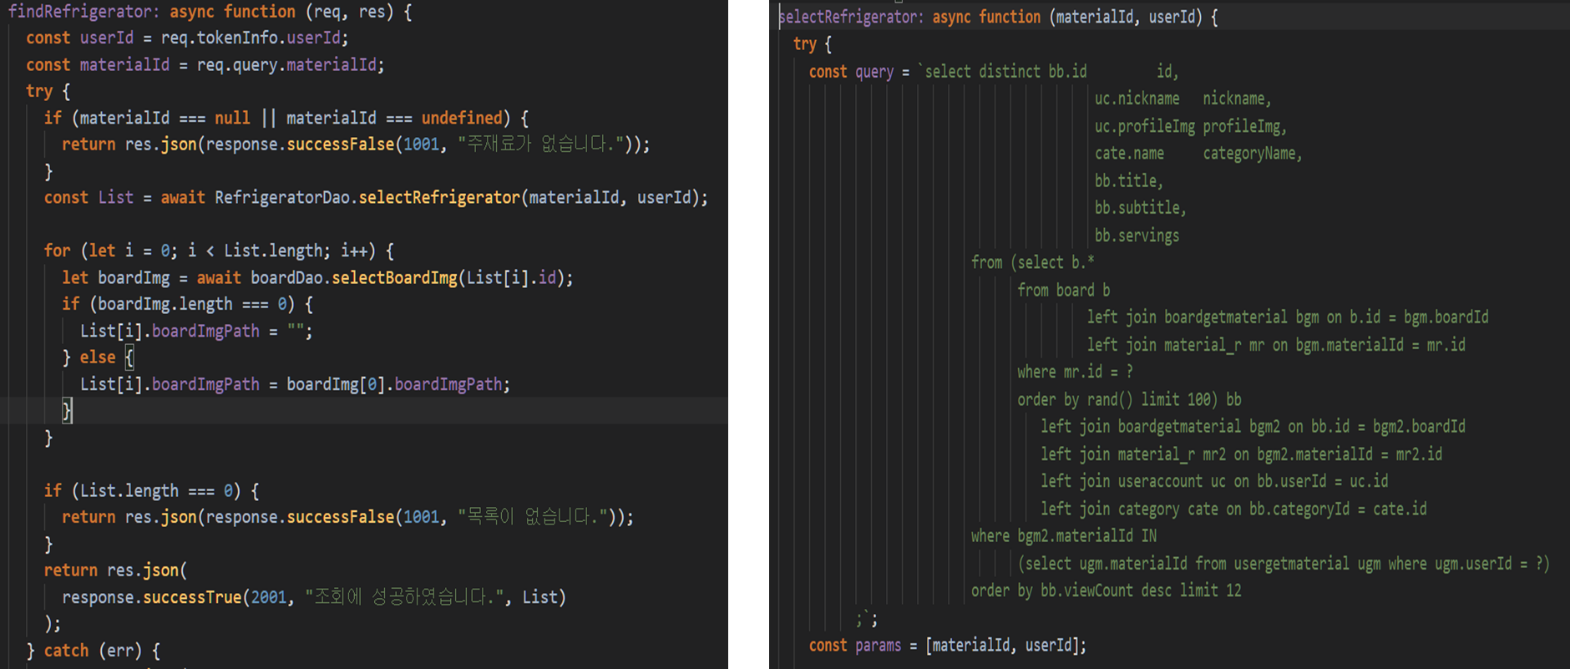 findRefrigerator: async function (req, res) {
const userId = req.tokenInfo.userId;
const materialId = req.query.materialId;
try {
if (materialId === null || materialId === undefined) {
return res.json(response.successFalse(1001, "주재료가 없습니다."));
}
const List = await RefrigeratorDao.selectRefrigerator(materialId, userId);
for (let i = 0; i < List.length; i++) {
let boardImg = await boardDao.selectBoardImg(List[i].id);
if (boardImg.length === 0) {
List[i].boardImgPath = "";
} else {
List[i].boardImgPath = boardImg[0].boardImgPath;
}
}
if (List.length === 0) {
return res.json(response.successFalse(1001, "목록이 없습니다."));
}
return res.json(
response.successTrue(2001, "조회에 성공하였습니다.", List)
);
} catch (err) {
selectRefrigerator: async function (materialId, userId) {
try {
const query = `select distinct bb.id id,
uc.nickname nickname,
uc.profileImg profileImg,
cate.name categoryName,
bb.title,
bb.subtitle,
bb.servings
from (select b.*
from board b
left join boardgetmaterial bgm on b.id = bgm.boardId
left join material_r mr on bgm.materialId = mr.id
where mr.id = ?
order by rand() limit 100) bb
left join boardgetmaterial bgm2 on bb.id = bgm2.boardId
left join material_r mr2 on bgm2.materialId = mr2.id
left join useraccount uc on bb.userId = uc.id
left join category cate on bb.categoryId = cate.id
where bgm2.materialId IN
(select ugm.materialId from usergetmaterial ugm where ugm.userId = ?)
order by bb.viewCount desc limit 12
;`;
const params = [materialId, userId];